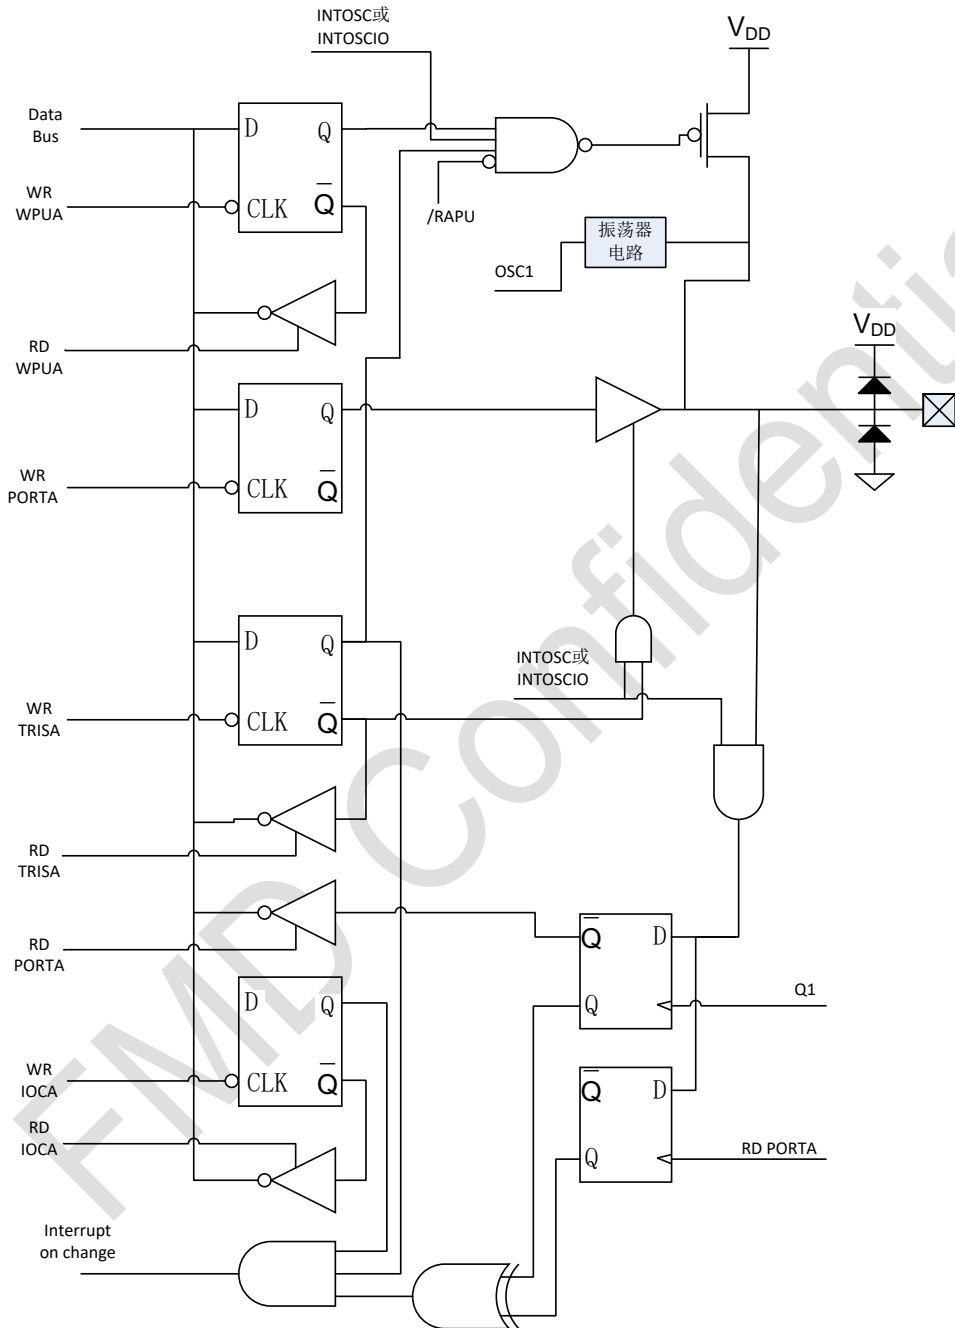 INTOSC或
INTOSCIO
VDD
Data
Bus
D
Q
WR
WPUA
CLK
Q
/RAPU
振荡器
电路
OSC1
RD
WPUA
VDD
D
Q
WR
PORTA
CLK
Q
D
Q
INTOSC或
INTOSCIO
WR
TRISA
CLK
Q
RD
TRISA
RD
PORTA
Q
D
Q
Q1
D
Q
WR
IOCA
CLK
Q
Q
D
RD
IOCA
Q
RD PORTA
Interrupt
on change
FMD Confidentia